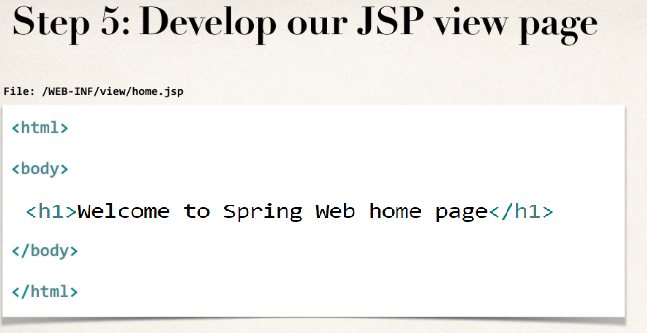 Step 5: Develop our JSP view page
File: /WEB-INF/view/home.jsp
<html>
<body>
<h1>Welcome to Spring Web home page</h1>
</body>
</html>